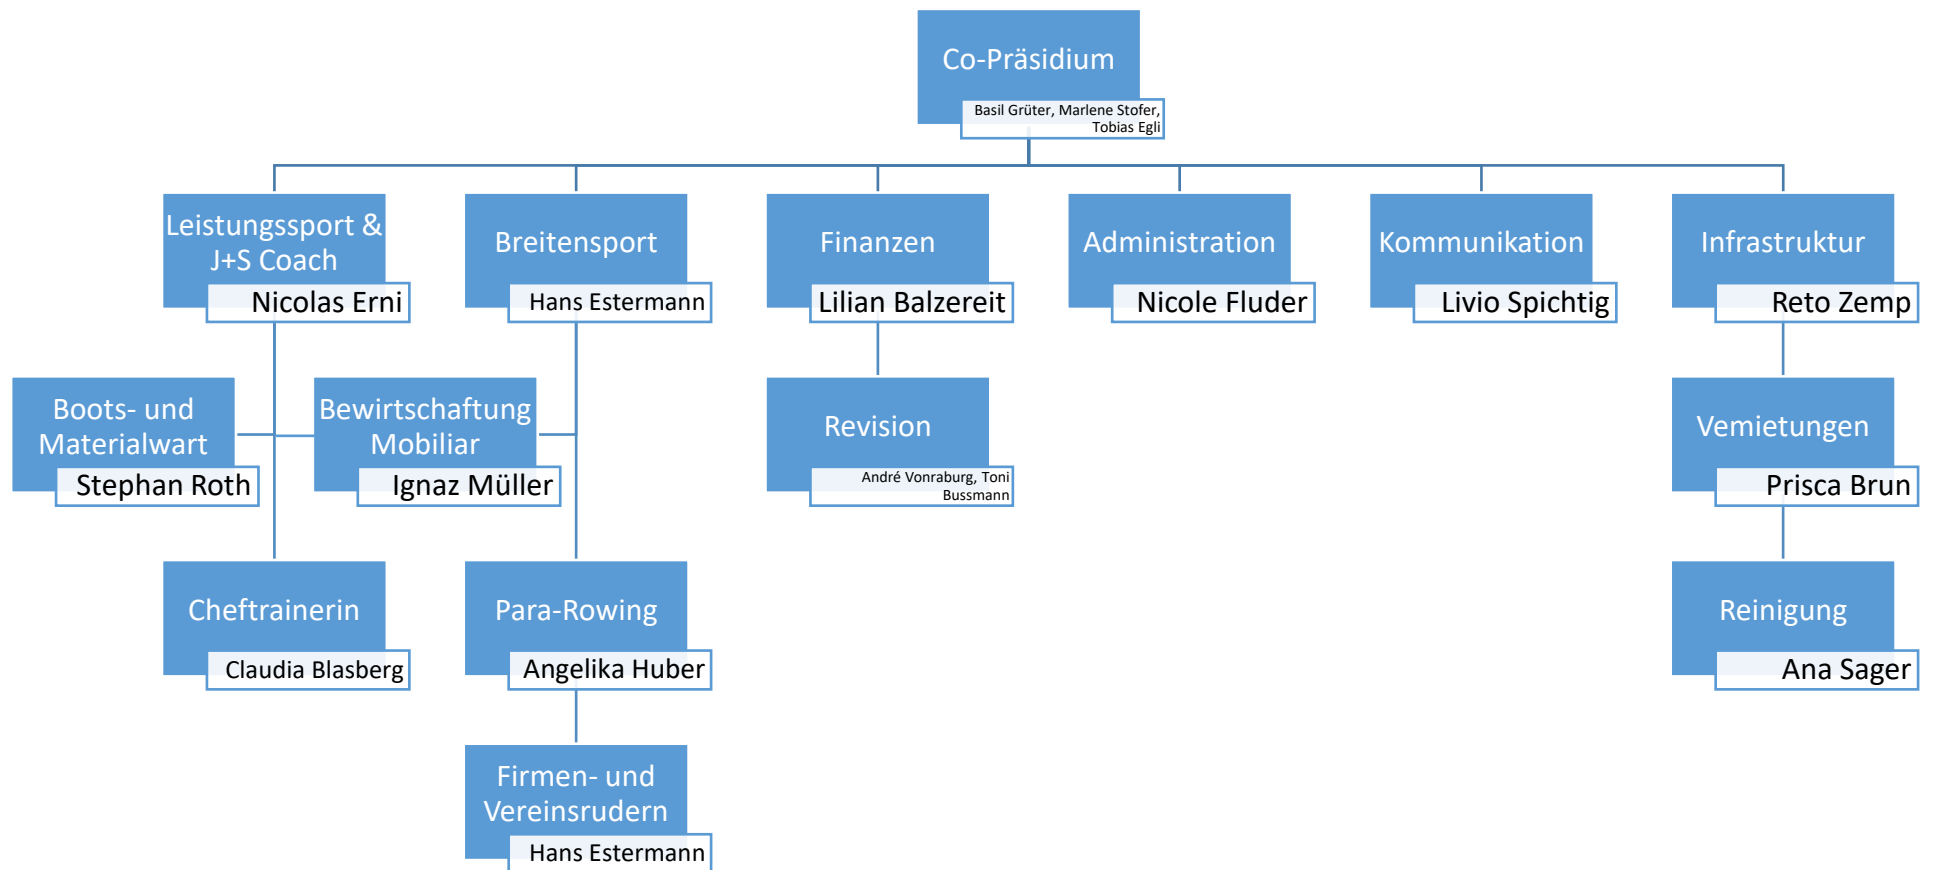 Co-Präsidium
Basil Grüter, Marlene Stofer,
Tobias Egli
Leistungssport &
J+S Coach
Nicolas Erni
Breitensport
Hans Estermann
Finanzen
Lilian Balzereit
Administration
Nicole Fluder
Kommunikation
Livio Spichtig
Infrastruktur
Reto Zemp
Boots- und
Materialwart
Stephan Roth
Bewirtschaftung
Mobiliar
Ignaz Müller
Revision
André Vonraburg, Toni
Bussmann
Vemietungen
Prisca Brun
Cheftrainerin
Claudia Blasberg
Para-Rowing
Angelika Huber
Reinigung
Ana Sager
Firmen- und
Vereinsrudern
Hans Estermann